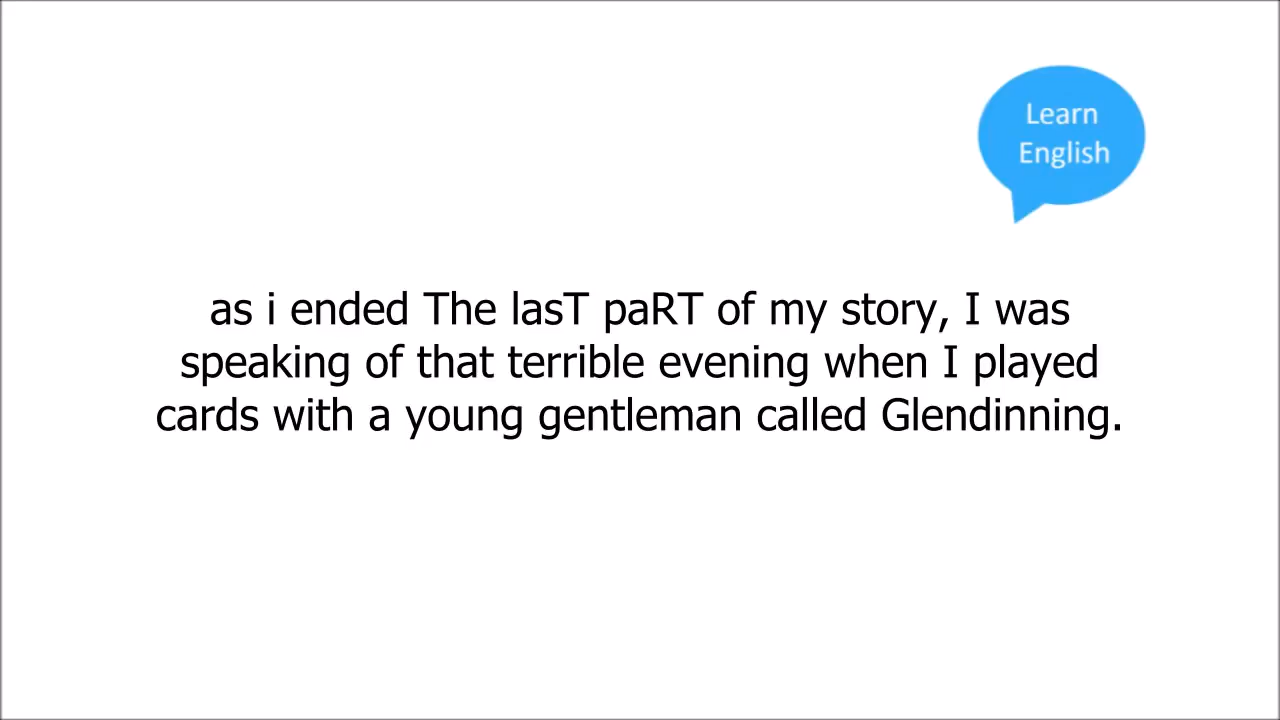 Learn
English
as i ended The lasT paRT of my story, I was
speaking of that terrible evening when I played
cards with a young gentleman called Glendinning.